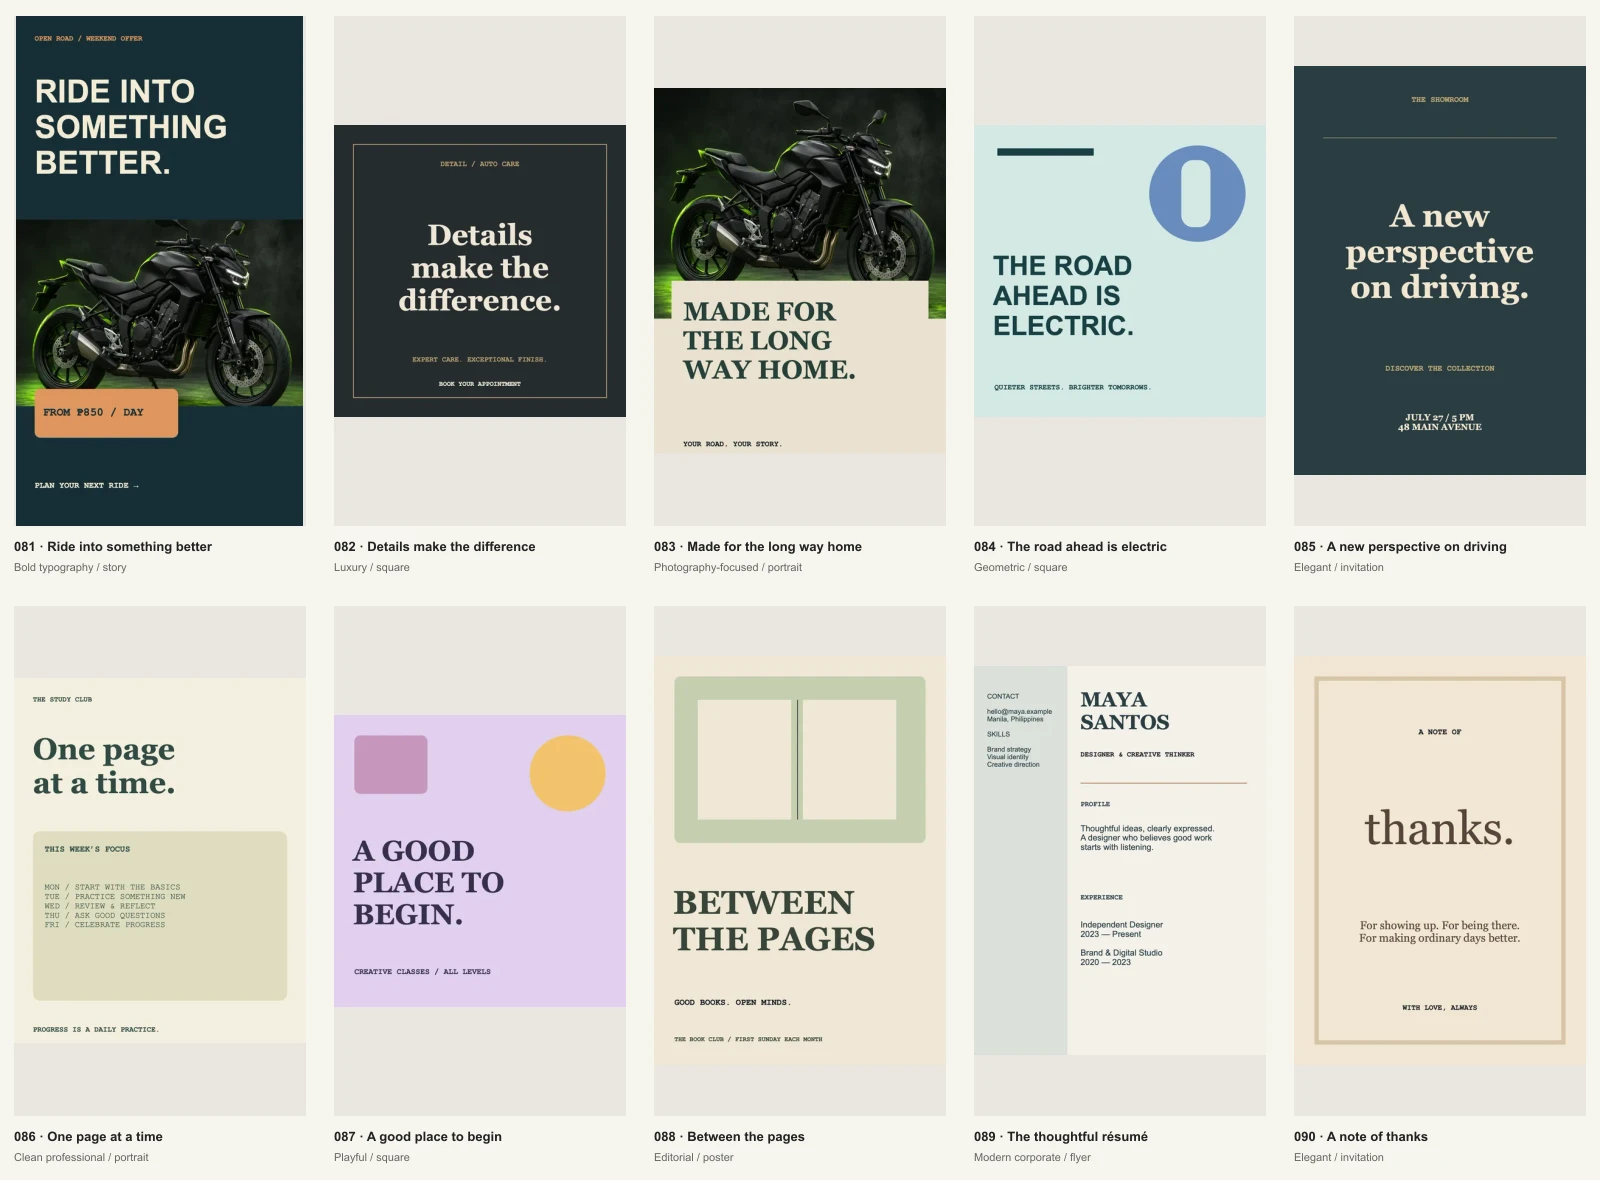 OPEN ROAD / WEEKEND OFFER
RIDE INTO
SOMETHING
BETTER.
FROM ₱850 / DAY
PLAN YOUR NEXT RIDE →
081 · Ride into something better
Bold typography / story
DETAIL / AUTO CARE
Details
make the
difference.
EXPERT CARE. EXCEPTIONAL FINISH.
BOOK YOUR APPOINTMENT
082 · Details make the difference
Luxury / square
MADE FOR
THE LONG
WAY HOME.
YOUR ROAD. YOUR STORY.
083 · Made for the long way home
Photography-focused / portrait
THE ROAD
AHEAD IS
ELECTRIC.
QUIETER STREETS. BRIGHTER TOMORROWS.
084 · The road ahead is electric
Geometric / square
THE SHOWROOM
A new
perspective
on driving.
DISCOVER THE COLLECTION
JULY 27 / 5 PM
48 MAIN AVENUE
085 · A new perspective on driving
Elegant / invitation
THE STUDY CLUB
One page
at a time.
THIS WEEK'S FOCUS
MON / START WITH THE BASICS
TUE / PRACTICE SOMETHING NEW
WED / REVIEW & REFLECT
THU / ASK GOOD QUESTIONS
FRI / CELEBRATE PROGRESS
PROGRESS IS A DAILY PRACTICE.
086 · One page at a time
Clean professional / portrait
A GOOD
PLACE TO
BEGIN.
CREATIVE CLASSES / ALL LEVELS
087 · A good place to begin
Playful / square
BETWEEN
THE PAGES
GOOD BOOKS. OPEN MINDS.
THE BOOK CLUB / FIRST SUNDAY EACH MONTH
088 · Between the pages
Editorial / poster
CONTACT
hello@maya.example
Manila, Philippines
SKILLS
Brand strategy
Visual identity
Creative direction
MAYA
SANTOS
DESIGNER & CREATIVE THINKER
PROFILE
Thoughtful ideas, clearly expressed.
A designer who believes good work
starts with listening.
EXPERIENCE
Independent Designer
2023 — Present
Brand & Digital Studio
2020 — 2023
089 · The thoughtful résumé
Modern corporate / flyer
A NOTE OF
thanks.
For showing up. For being there.
For making ordinary days better.
WITH LOVE, ALWAYS
090 · A note of thanks
Elegant / invitation